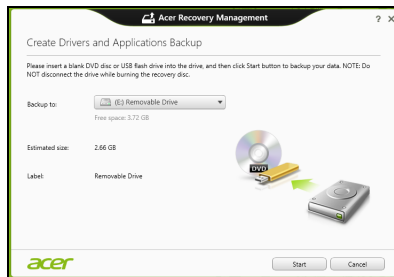 Acer Recovery Management
? X
Create Drivers and Applications Backup
Please insert a blank DVD disc or USB flash drive into the drive, and then click Start button to backup your data. NOTE: Do
NOT disconnect the drive while burning the recovery disc.
Backup to:
(E:) Removable Drive
Free space: 3.72 GB
Estimated size:
2.66 GB
Label:
Removable Drive
DVD
acer
Start
Cancel